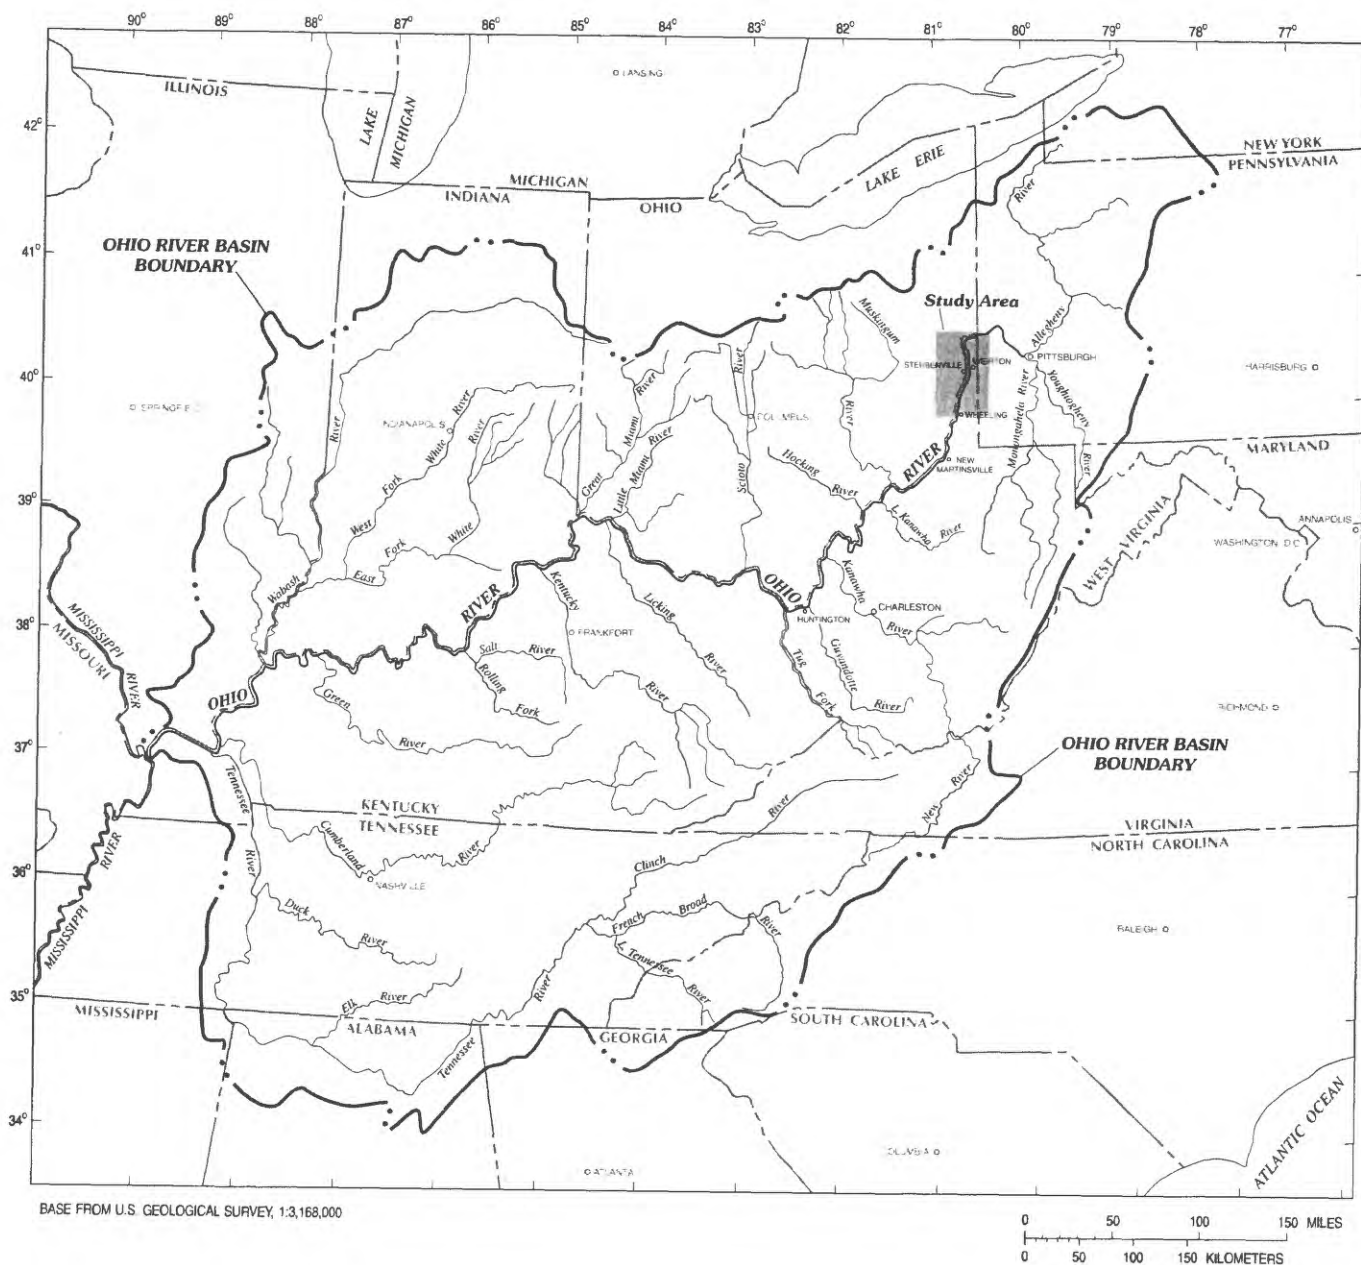 90° 88° 87° 86° 85° 84° 83° 82° 81° 80° 79° 78° 77°
LANSING
ILLINOIS
LAKE
MICHIGAN
42°
LAKE ERIE
NEW YORK
PENNSYLVANIA
MICHIGAN
INDIANA
OHIO
River
41°
OHIO RIVER BASIN
BOUNDARY
Study Area
Muskingum
Allegheny
PITTSBURGH
STEUBENVILLE
WEIRTON
HARRISBURG
40°
WHEELING
Youghiogheny
River
Monongahela River
River
River
River
INDIANAPOLIS
White
River
River
Miami
River
River
River
MARYLAND
RIVER
NEW
MARTINSVILLE
Hocking
River
Fork
West
White
Great
Little
Miami
Scioto
39°
L. Kanawha
River
ANNAPOLIS
WASHINGTON D.C.
WEST VIRGINIA
Fork
East
Wabash
RIVER
Kentucky
Licking
River
OHIO
HUNTINGTON
Kanawha
CHARLESTON
River
MISSISSIPPI
MISSOURI
RIVER
38°
FRANKFORT
Salt
River
Rolling
Fork
River
Tug
Fork
Guyandotte
River
OHIO
Green
River
RICHMOND
37°
OHIO RIVER BASIN
BOUNDARY
Tennessee
River
KENTUCKY
TENNESSEE
River
New
River
VIRGINIA
NORTH CAROLINA
Cumberland
River
NASHVILLE
Clinch
36°
MISSISSIPPI
RIVER
Duck
River
French
Broad
River
RALEIGH
L. Tennessee
River
River
35°
Elk
River
MISSISSIPPI
ALABAMA
Tennessee
GEORGIA
SOUTH CAROLINA
34°
ATLANTA
ATLANTIC OCEAN
BASE FROM U.S. GEOLOGICAL SURVEY, 1:3,168,000
0 50 100 150 MILES
0 50 100 150 KILOMETERS